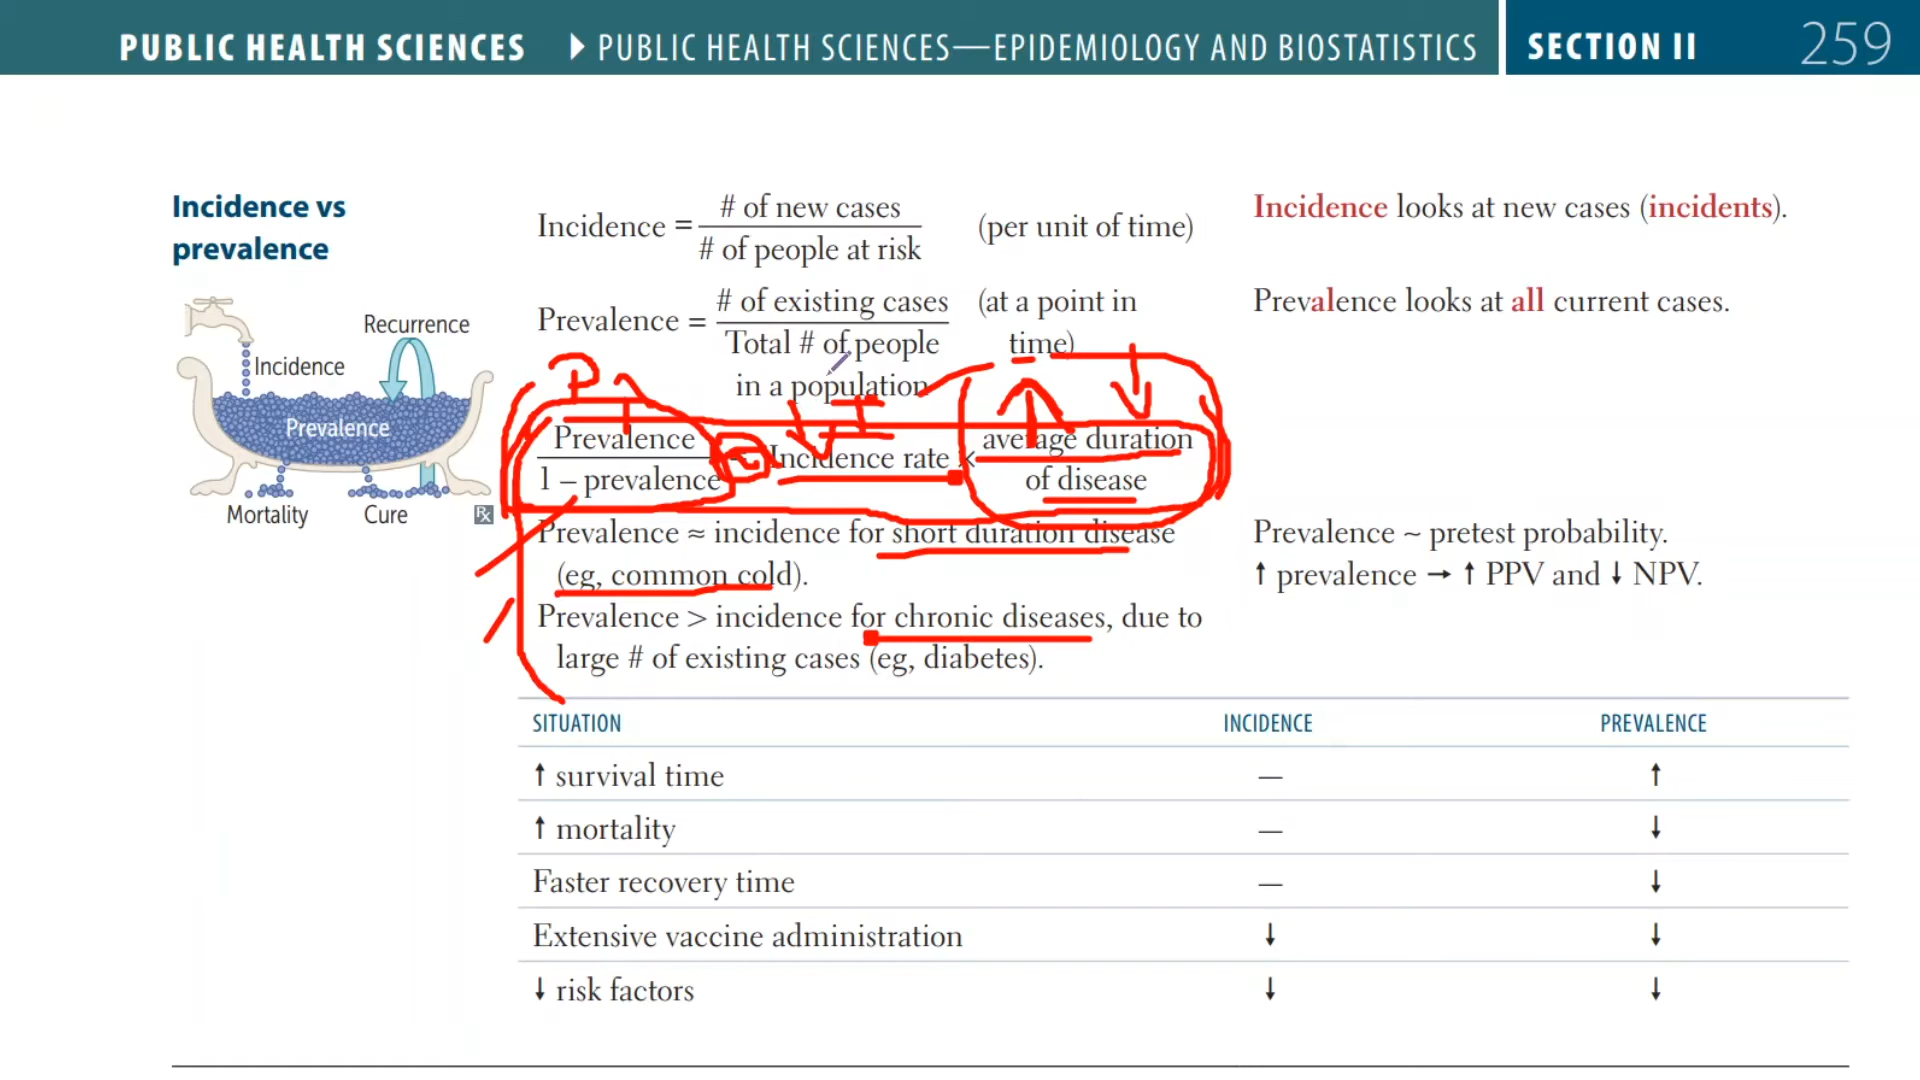 PUBLIC HEALTH SCIENCES ▶ PUBLIC HEALTH SCIENCES—EPIDEMIOLOGY AND BIOSTATISTICS SECTION II 259
Incidence vs
prevalence
Recurrence
Incidence
Prevalence
Mortality Cure
Rx
Incidence = # of new cases (per unit of time)
# of people at risk
Prevalence = # of existing cases (at a point in
Total # of people time)
in a population
P I
Prevalence = Incidence rate × average duration
1 – prevalence of disease
Prevalence ≈ incidence for short duration disease
(eg, common cold).
Prevalence > incidence for chronic diseases, due to
large # of existing cases (eg, diabetes).
Incidence looks at new cases (incidents).
Prevalence looks at all current cases.
Prevalence ~ pretest probability.
↑ prevalence → ↑ PPV and ↓ NPV.
SITUATION INCIDENCE PREVALENCE
↑ survival time — ↑
↑ mortality — ↓
Faster recovery time — ↓
Extensive vaccine administration ↓ ↓
↓ risk factors ↓ ↓